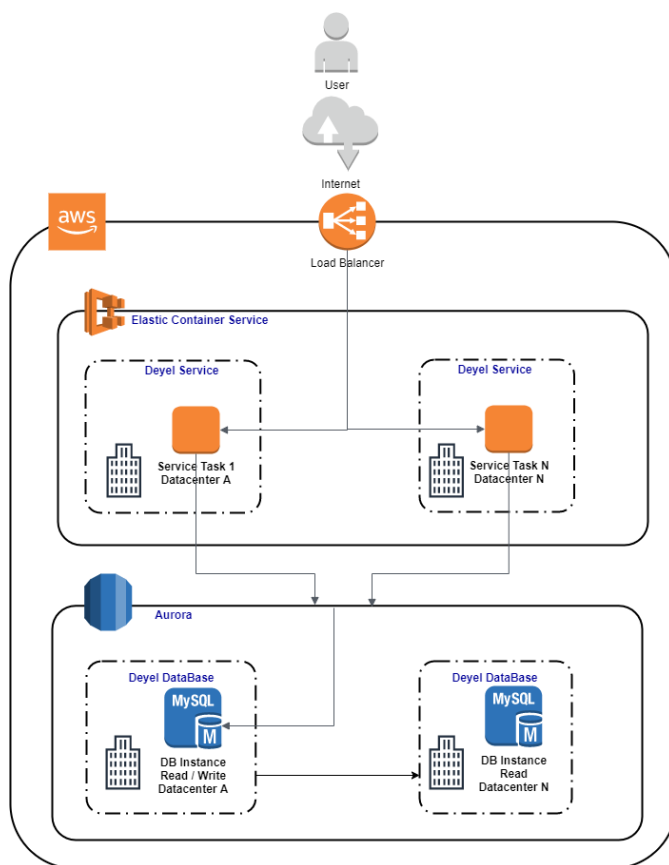 User
Internet
aws
Load Balancer
Elastic Container Service
Deyel Service
Service Task 1
Datacenter A
Deyel Service
Service Task N
Datacenter N
Aurora
Deyel DataBase
MySQL
M
DB Instance
Read / Write
Datacenter A
Deyel DataBase
MySQL
M
DB Instance
Read
Datacenter N